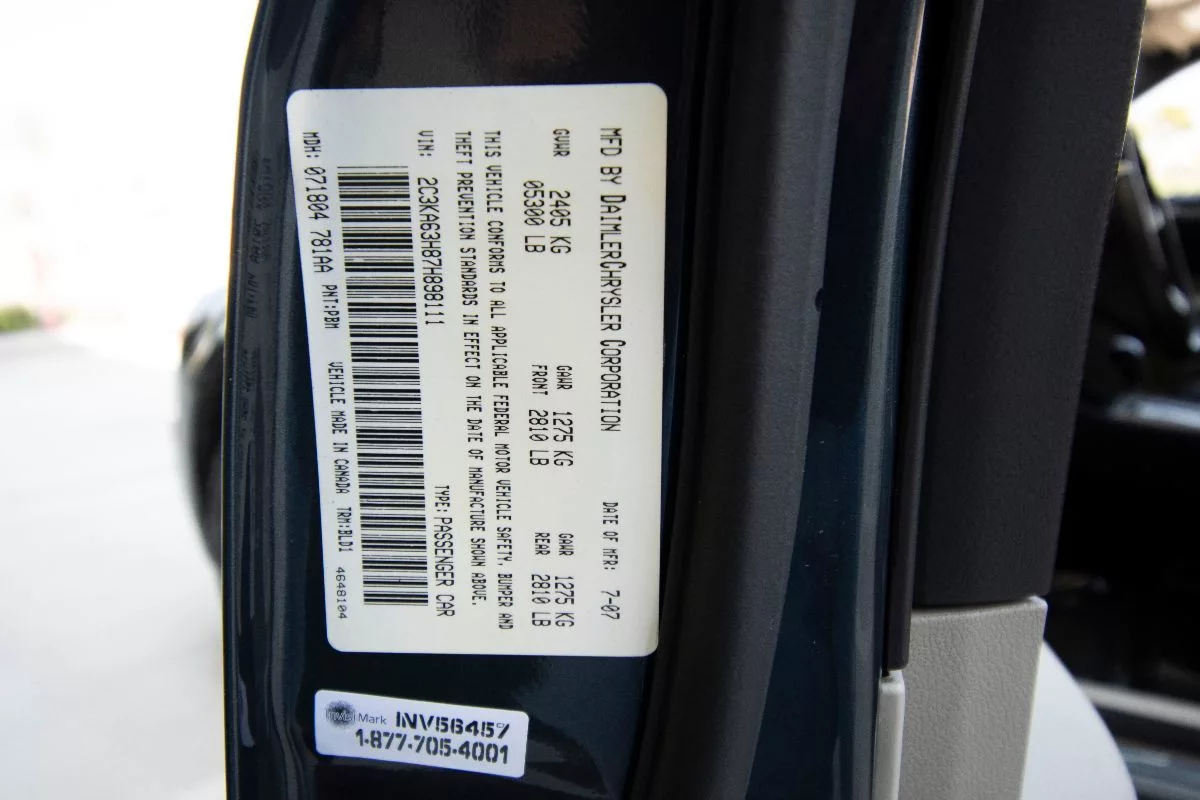 MFD BY DAIMLERCHRYSLER CORPORATION DATE OF MFR: 7-07
GVWR 2405 KG GAWR 1275 KG GAWR 1275 KG
05300 LB FRONT 2810 LB REAR 2810 LB
THIS VEHICLE CONFORMS TO ALL APPLICABLE FEDERAL MOTOR VEHICLE SAFETY, BUMPER AND
THEFT PREVENTION STANDARDS IN EFFECT ON THE DATE OF MANUFACTURE SHOWN ABOVE.
VIN: 2C3KA63H87H898111 TYPE: PASSENGER CAR
MDH: 071804 781AA PNT:PBM VEHICLE MADE IN CANADA TRM:BLD1 4648104
Mark INV56457
1-877-705-4001